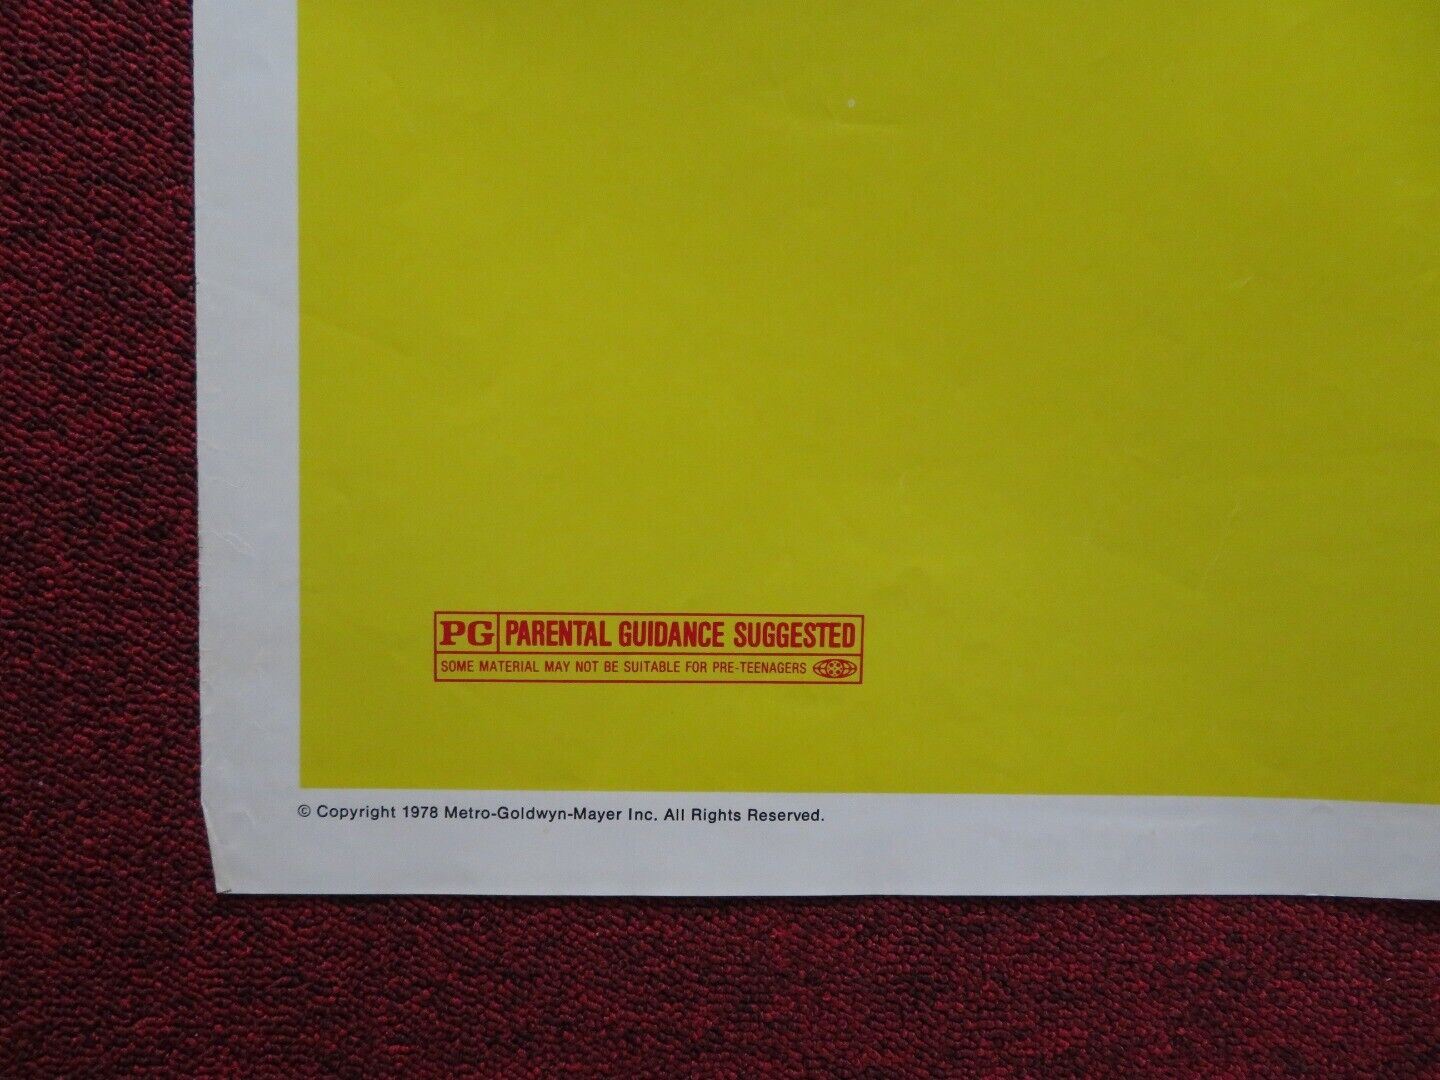 PG PARENTAL GUIDANCE SUGGESTED
SOME MATERIAL MAY NOT BE SUITABLE FOR PRE-TEENAGERS
© Copyright 1978 Metro-Goldwyn-Mayer Inc. All Rights Reserved.